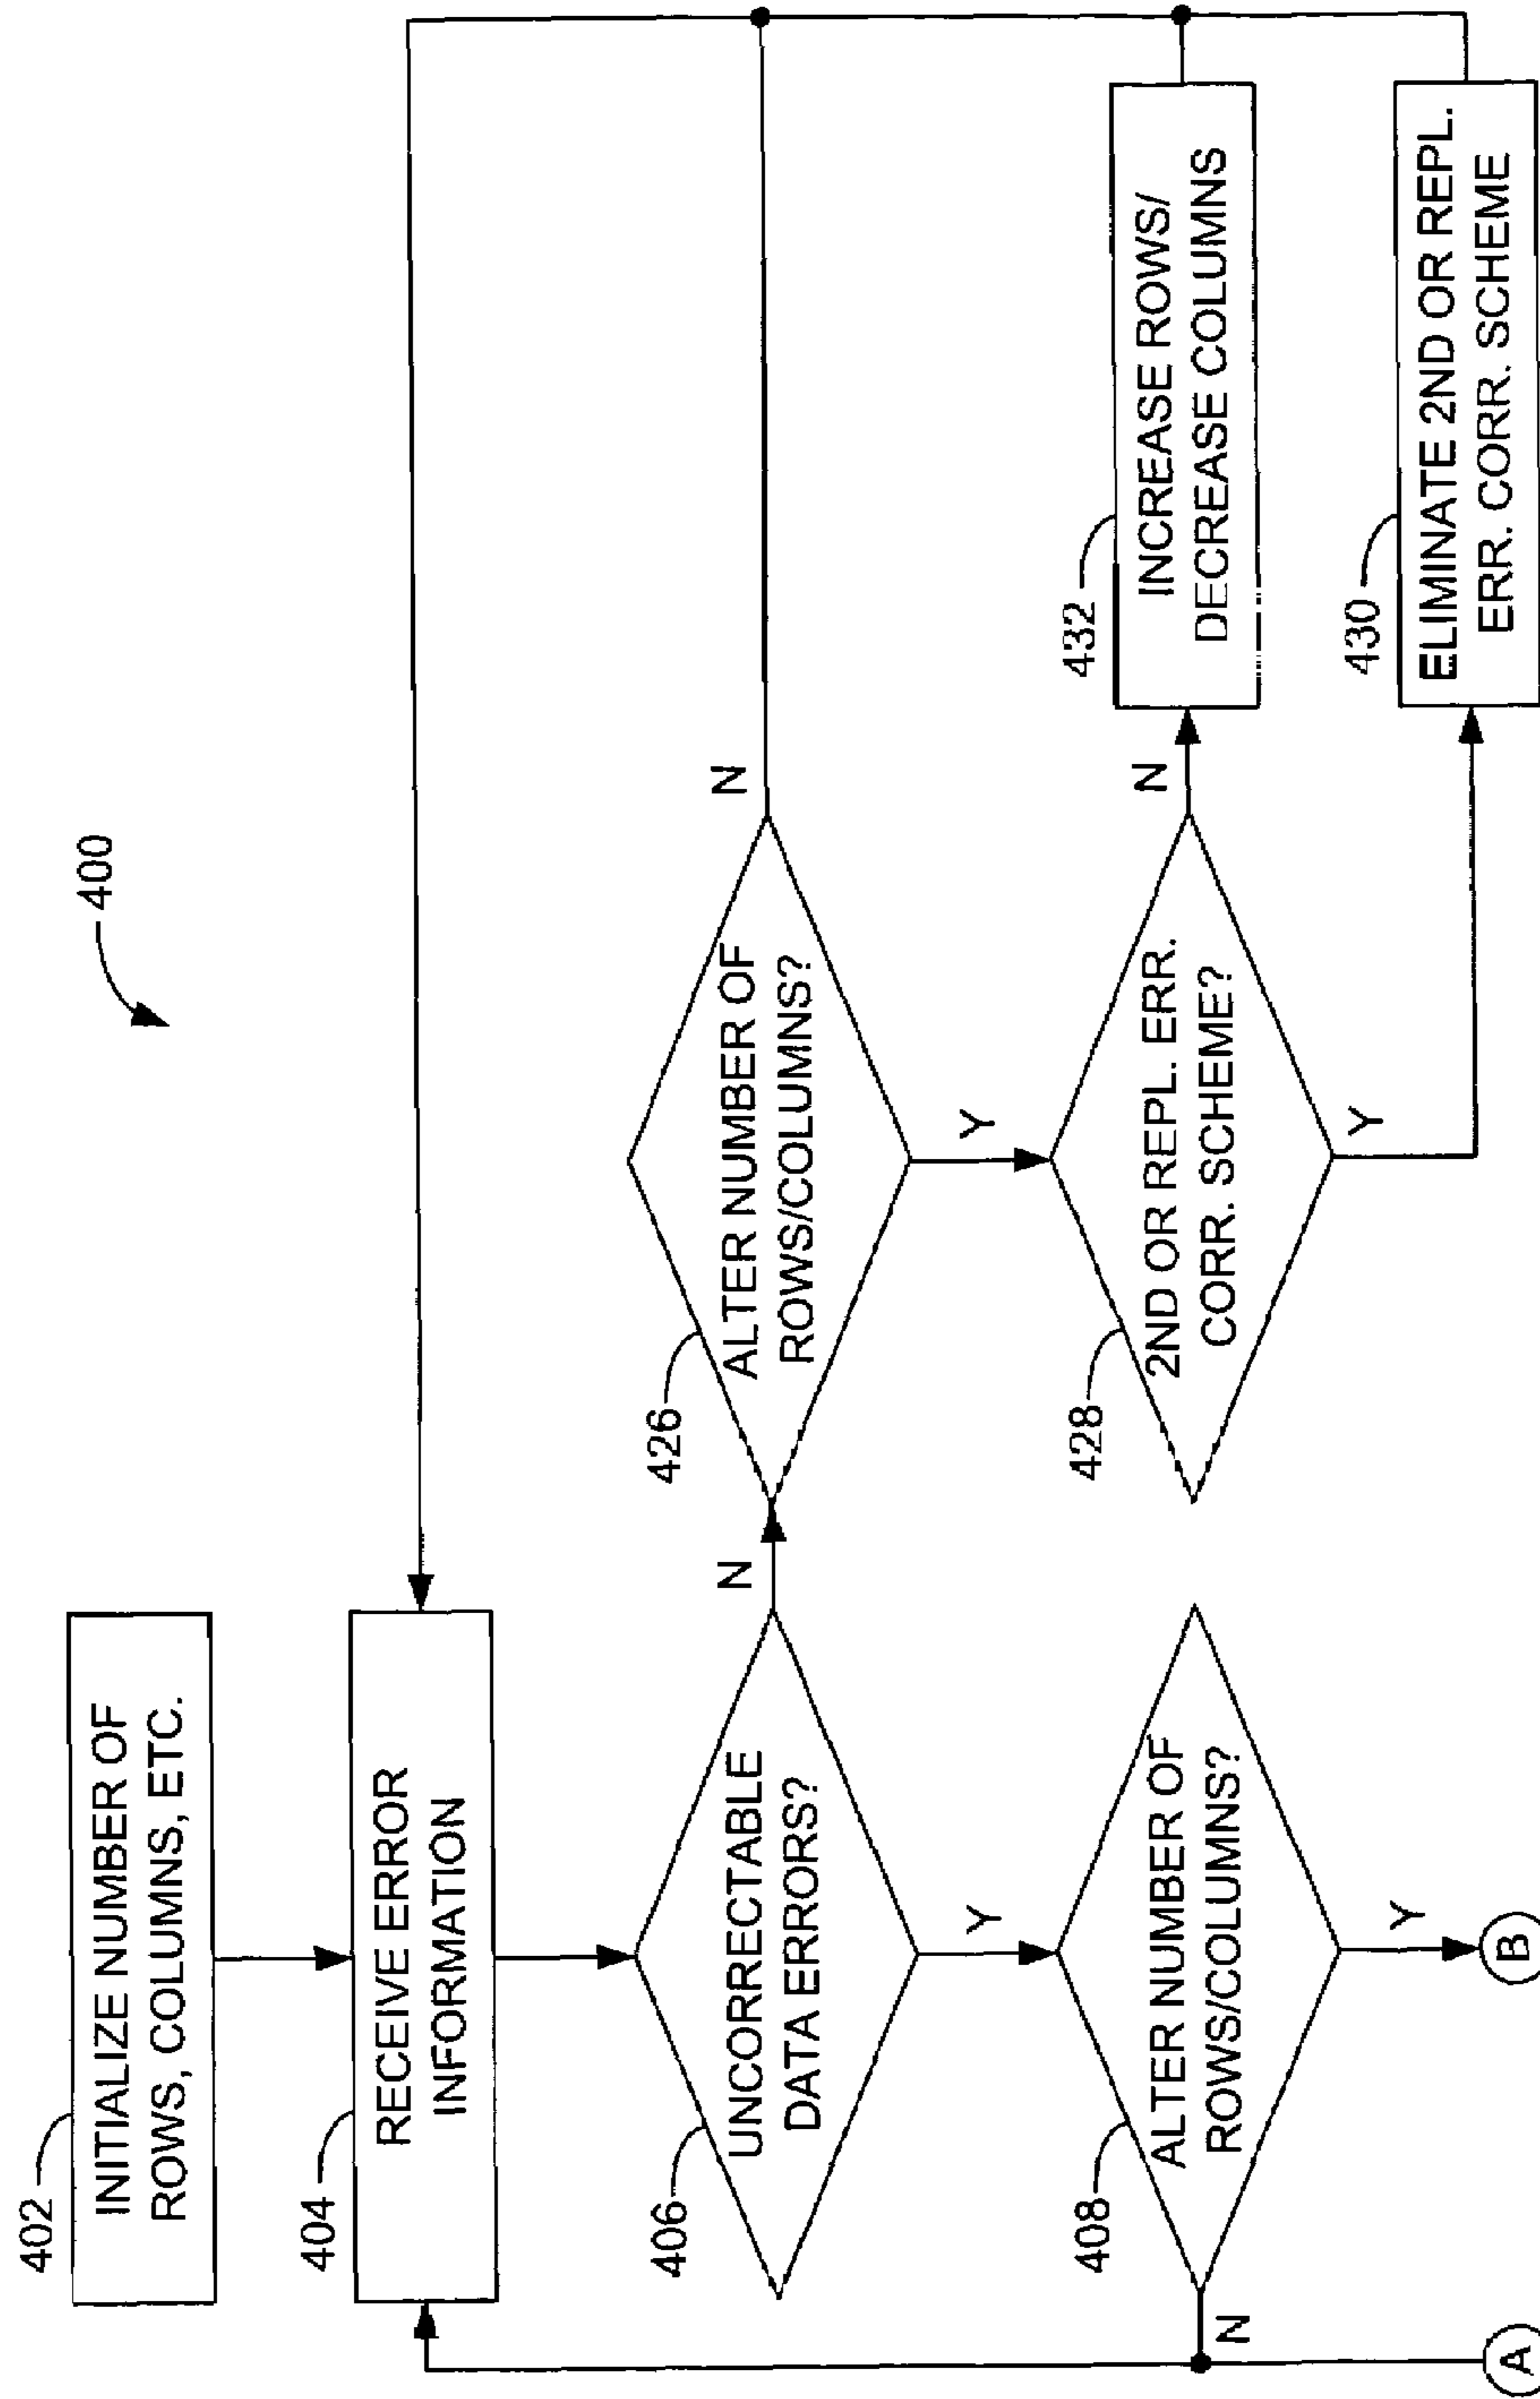 400
402
INITIALIZE NUMBER OF
ROWS, COLUMNS, ETC.
404
RECEIVE ERROR
INFORMATION
406
UNCORRECTABLE
DATA ERRORS?
N
Y
426
ALTER NUMBER OF
ROWS/COLUMNS?
N
Y
408
ALTER NUMBER OF
ROWS/COLUMNS?
N
Y
428
2ND OR REPL. ERR.
CORR. SCHEME?
N
Y
432
INCREASE ROWS/
DECREASE COLUMNS
430
ELIMINATE 2ND OR REPL.
ERR. CORR. SCHEME
A
B